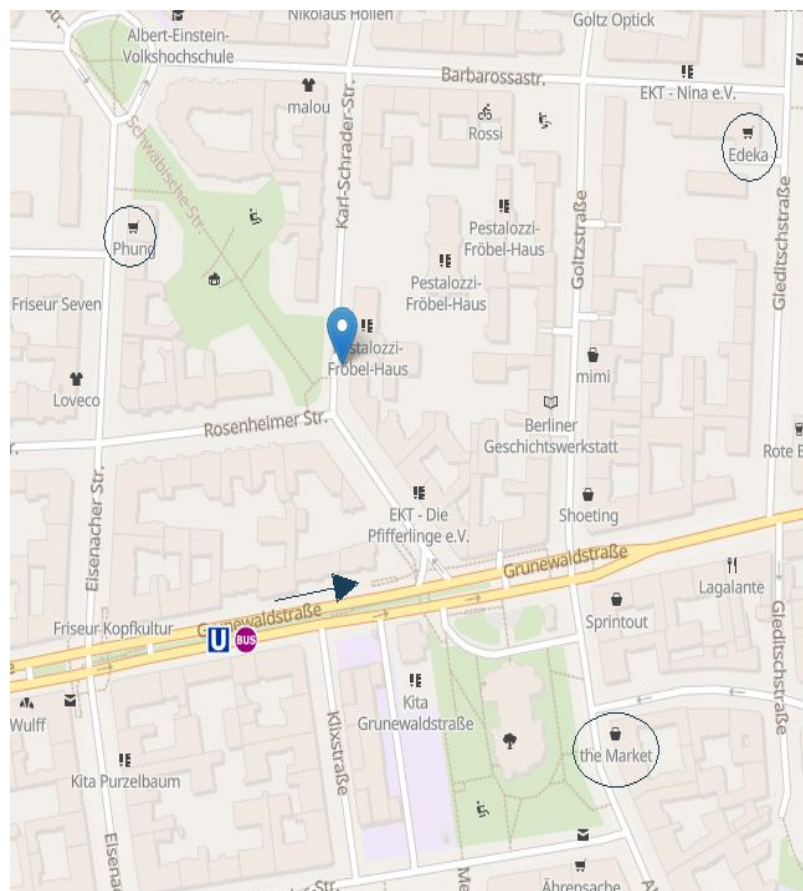 Nikolaus Hollen
Goltz Optick
Albert-Einstein-
Volkshochschule
Barbarossastr.
EKT - Nina e.V.
malou
Karl-Schrader-Str.
Rossi
Edeka
Schwäbische-Str.
Gleditschstraße
Goltzstraße
Pestalozzi-
Fröbel-Haus
Phung
Pestalozzi-
Fröbel-Haus
Friseur Seven
Pestalozzi-
Fröbel-Haus
mimi
Loveco
Rosenheimer Str.
Berliner
Geschichtswerkstatt
Rote
Eisenacher Str.
EKT - Die
Pfifferlinge e.V.
Shoeting
Grunewaldstraße
Lagalante
Grunewaldstraße
Friseur Kopfkultur
U
BUS
Sprintout
Gleditschstraße
Wulff
Kita
Grunewaldstraße
Klixstraße
the Market
Kita Purzelbaum
Ährensache
Str.